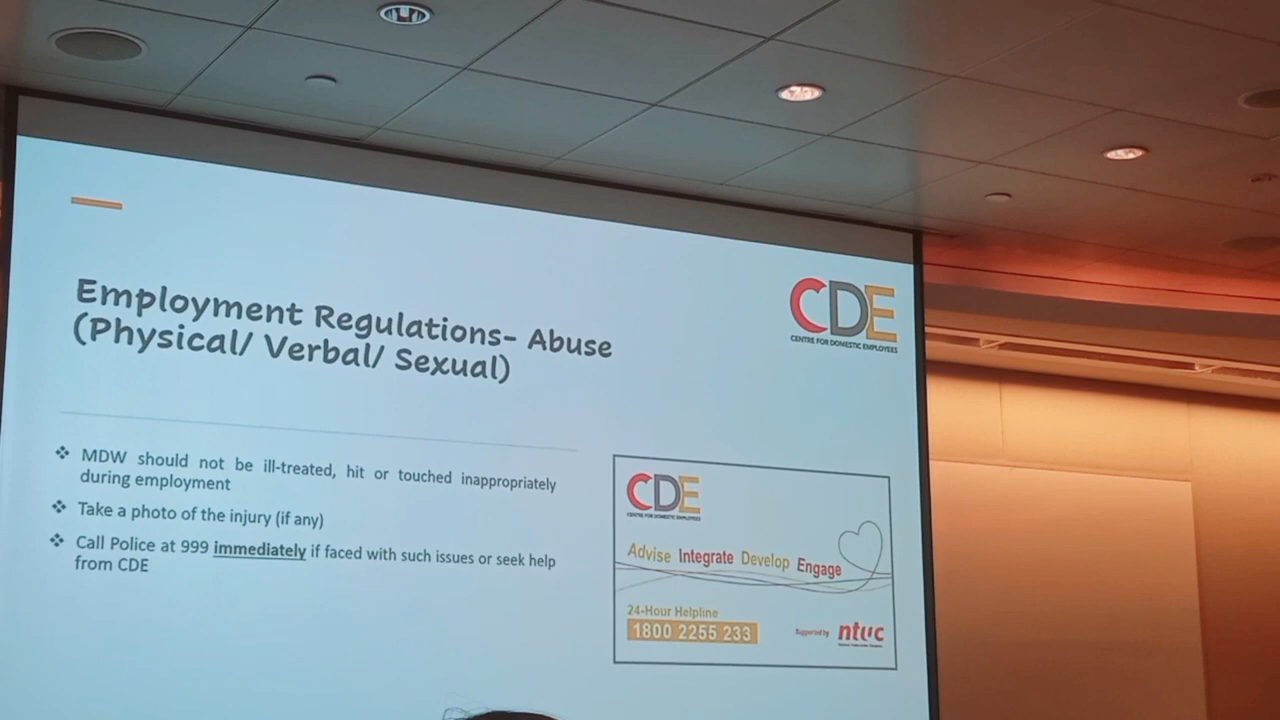 Employment Regulations- Abuse
(Physical/ Verbal/ Sexual)
CDE
CENTRE FOR DOMESTIC EMPLOYEES
❖ MDW should not be ill-treated, hit or touched inappropriately
during employment
❖ Take a photo of the injury (if any)
❖ Call Police at 999 immediately if faced with such issues or seek help
from CDE
CDE
CENTRE FOR DOMESTIC EMPLOYEES
Advise Integrate Develop Engage
24-Hour Helpline
1800 2255 233
Supported by ntuc